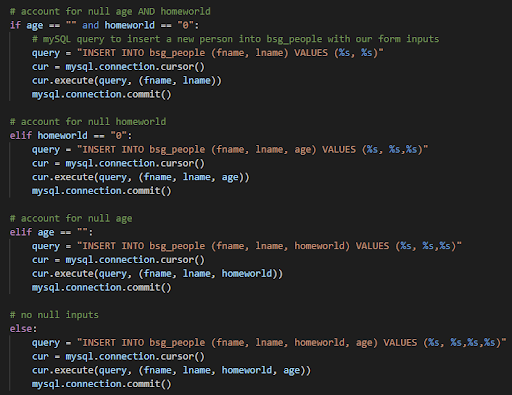 # account for null age AND homeworld
if age == "" and homeworld == "0":
    # mySQL query to insert a new person into bsg_people with our form inputs
    query = "INSERT INTO bsg_people (fname, lname) VALUES (%s, %s)"
    cur = mysql.connection.cursor()
    cur.execute(query, (fname, lname))
    mysql.connection.commit()

# account for null homeworld
elif homeworld == "0":
    query = "INSERT INTO bsg_people (fname, lname, age) VALUES (%s, %s,%s)"
    cur = mysql.connection.cursor()
    cur.execute(query, (fname, lname, age))
    mysql.connection.commit()

# account for null age
elif age == "":
    query = "INSERT INTO bsg_people (fname, lname, homeworld) VALUES (%s, %s,%s)"
    cur = mysql.connection.cursor()
    cur.execute(query, (fname, lname, homeworld))
    mysql.connection.commit()

# no null inputs
else:
    query = "INSERT INTO bsg_people (fname, lname, homeworld, age) VALUES (%s, %s,%s,%s)"
    cur = mysql.connection.cursor()
    cur.execute(query, (fname, lname, homeworld, age))
    mysql.connection.commit()